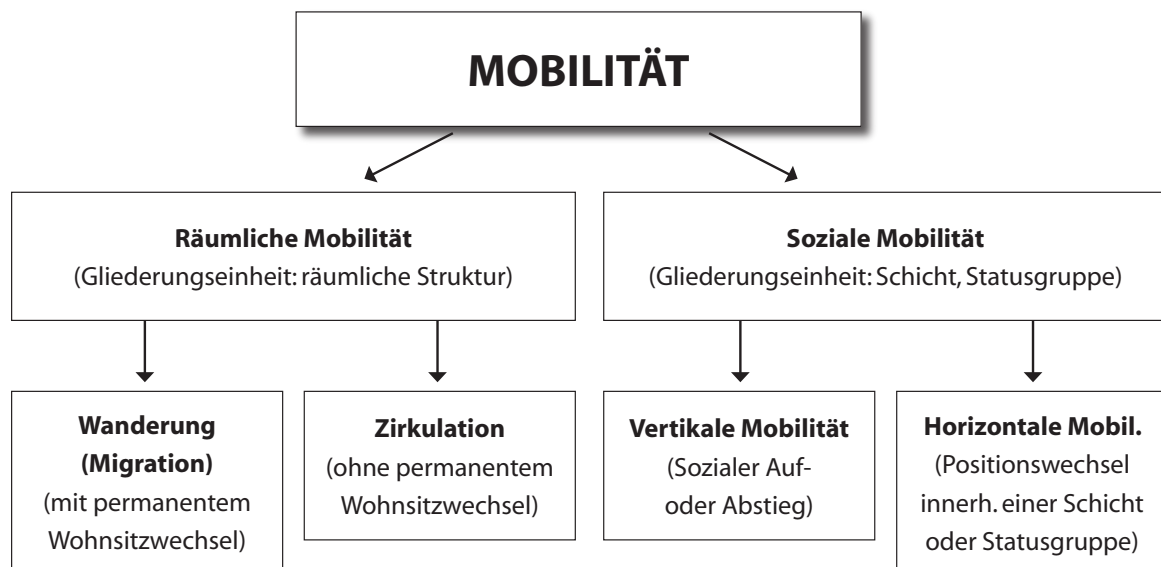 MOBILITÄT
Räumliche Mobilität
(Gliederungseinheit: räumliche Struktur)
Soziale Mobilität
(Gliederungseinheit: Schicht, Statusgruppe)
Wanderung
(Migration)
(mit permanentem
Wohnsitzwechsel)
Zirkulation
(ohne permanentem
Wohnsitzwechsel)
Vertikale Mobilität
(Sozialer Auf-
oder Abstieg)
Horizontale Mobil.
(Positionswechsel
innerh. einer Schicht
oder Statusgruppe)